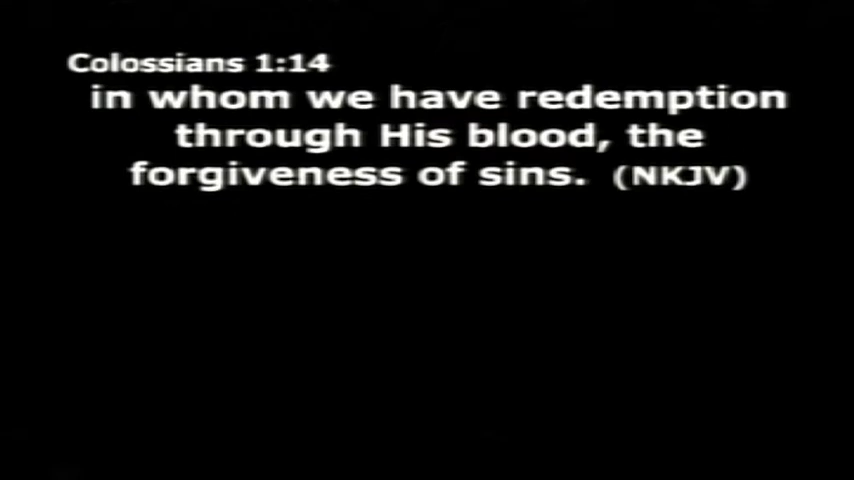 Colossians 1:14
in whom we have redemption
through His blood, the
forgiveness of sins. (NKJV)